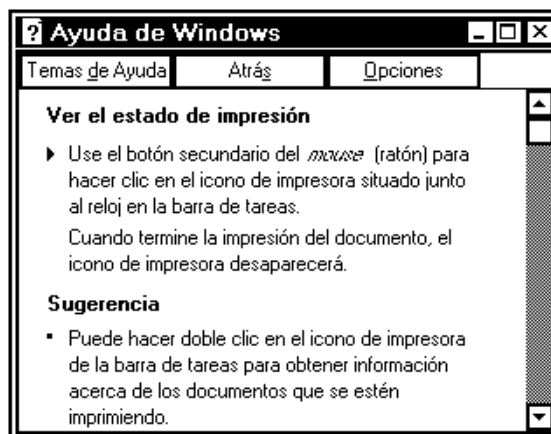 Ayuda de Windows
Temas de Ayuda Atrás Opciones
Ver el estado de impresión
Use el botón secundario del mouse (ratón) para
hacer clic en el icono de impresora situado junto
al reloj en la barra de tareas.
Cuando termine la impresión del documento, el
icono de impresora desaparecerá.
Sugerencia
▪ Puede hacer doble clic en el icono de impresora
de la barra de tareas para obtener información
acerca de los documentos que se estén
imprimiendo.